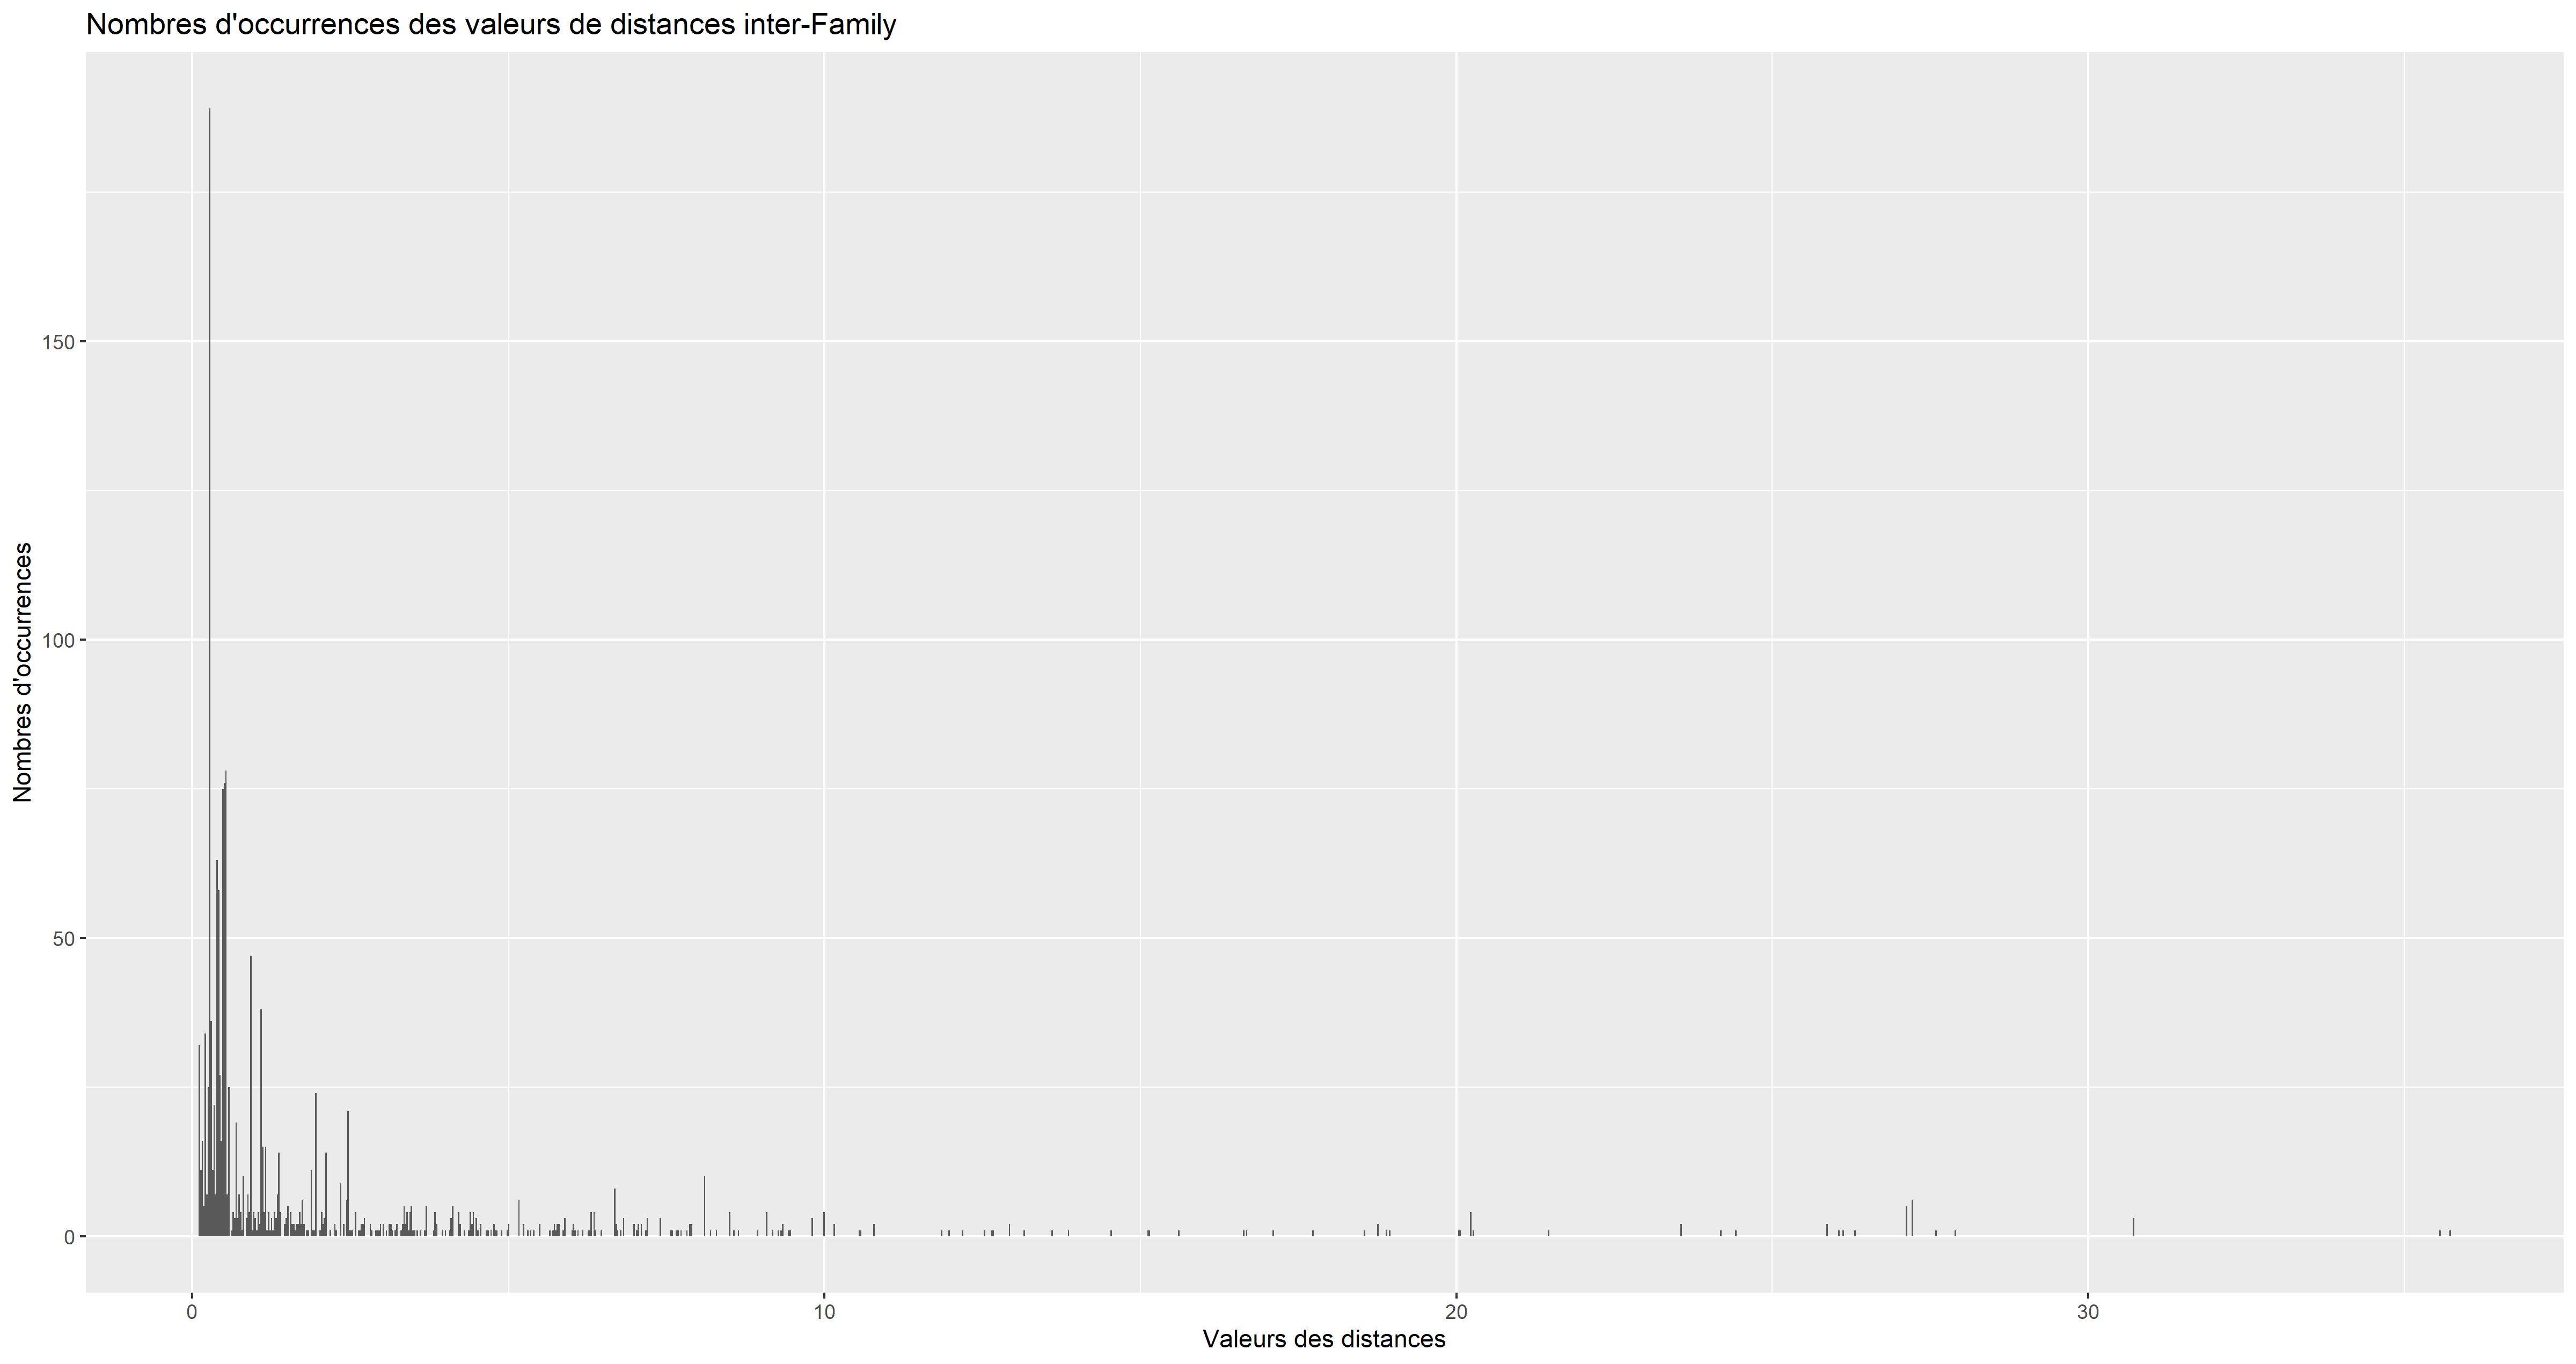 Nombres d'occurrences des valeurs de distances inter-Family
Nombres d'occurrences
150
100
50
0
0 10 20 30
Valeurs des distances